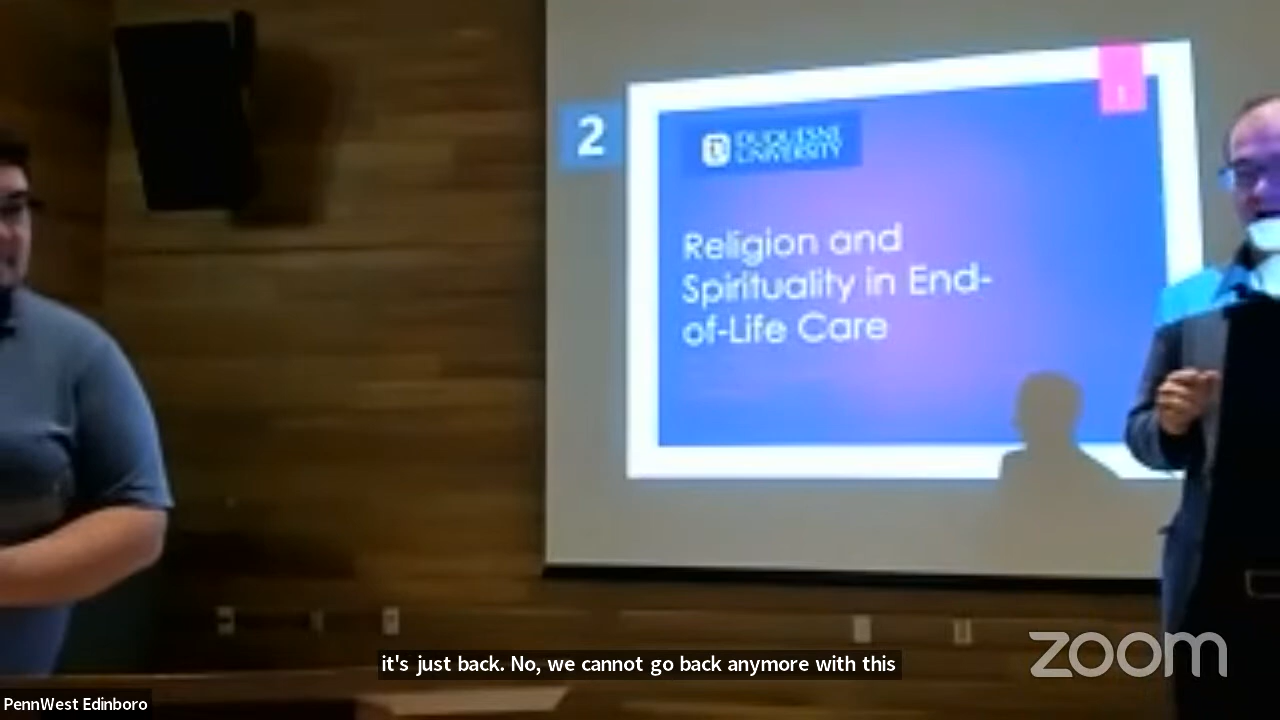 2
1
DUQUESNE
UNIVERSITY
Religion and
Spirituality in End-
of-Life Care
it's just back. No, we cannot go back anymore with this
zoom
PennWest Edinboro